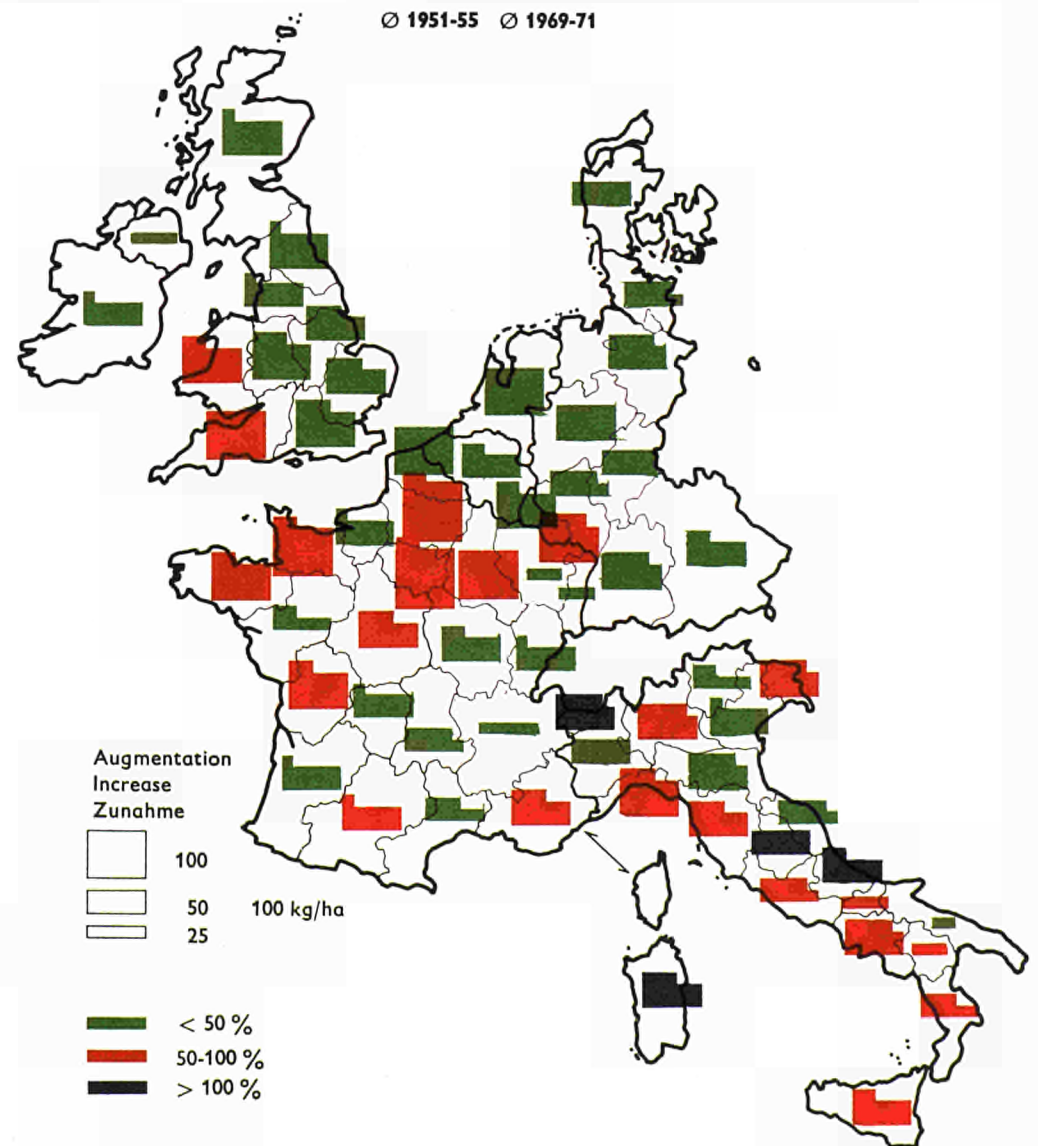 Ø 1951-55 Ø 1969-71
Augmentation
Increase
Zunahme
100
50 100 kg/ha
25
< 50 %
50-100 %
> 100 %